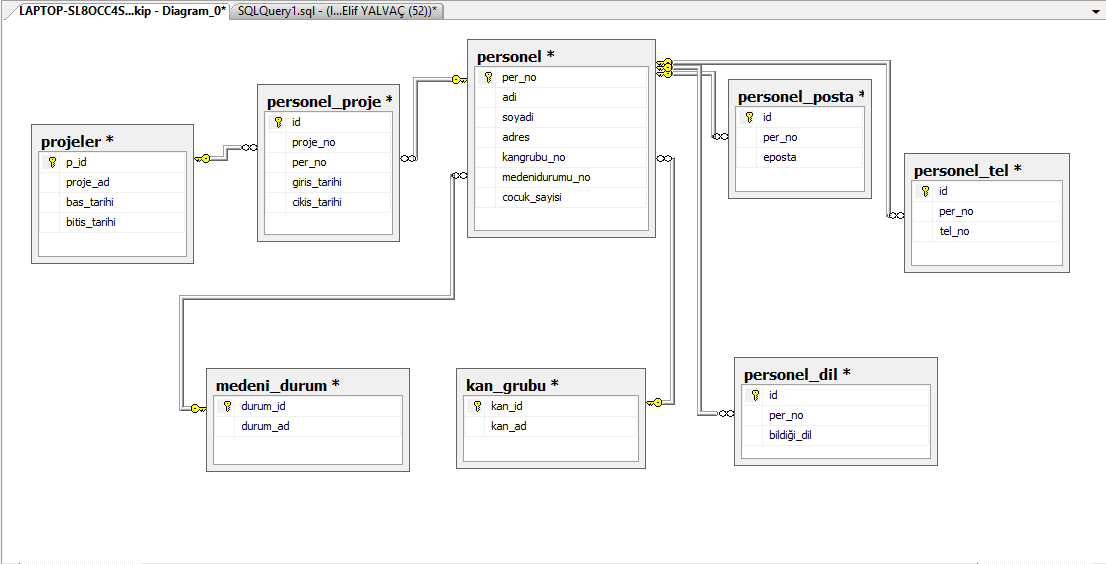 LAPTOP-SL8OCC4S...kip - Diagram_0*
SQLQuery1.sql - (l...Elif YALVAÇ (52))*
projeler *
p_id
proje_ad
bas_tarihi
bitis_tarihi
personel_proje *
id
proje_no
per_no
giris_tarihi
cikis_tarihi
personel *
per_no
adi
soyadi
adres
kangrubu_no
medenidurumu_no
cocuk_sayisi
personel_posta *
id
per_no
eposta
personel_tel *
id
per_no
tel_no
medeni_durum *
durum_id
durum_ad
kan_grubu *
kan_id
kan_ad
personel_dil *
id
per_no
bildiği_dil